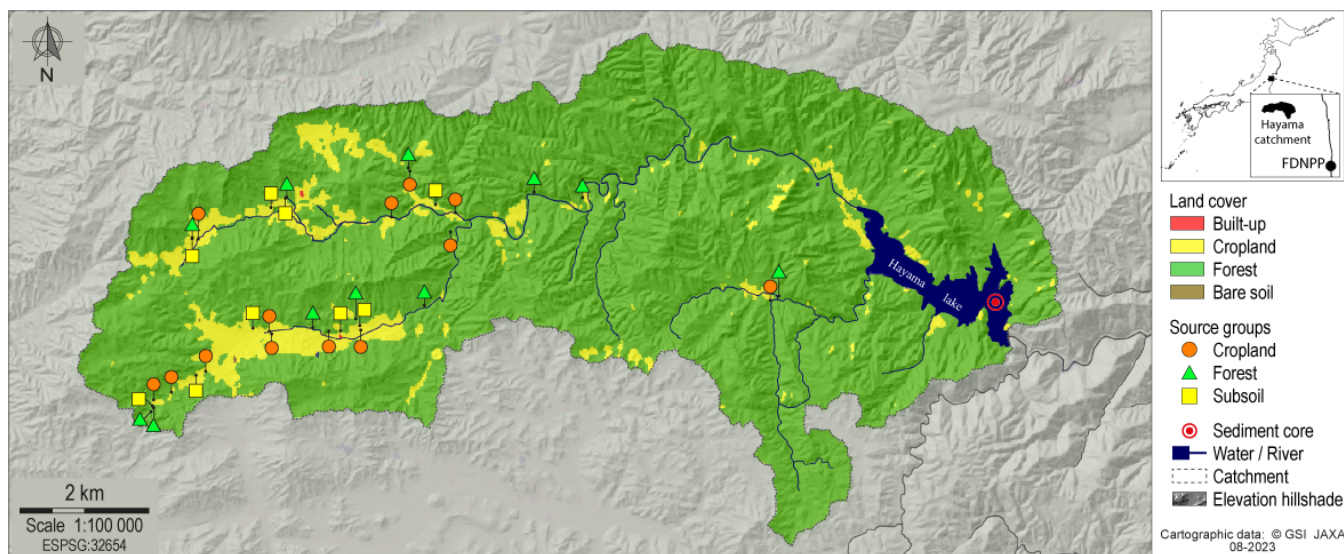 N
Hayama
lake
2 km
Scale 1:100 000
ESPSG:32654
Hayama
catchment
FDNPP
Land cover
Built-up
Cropland
Forest
Bare soil
Source groups
Cropland
Forest
Subsoil
Sediment core
Water / River
Catchment
Elevation hillshade
Cartographic data: © GSI JAXA
08-2023